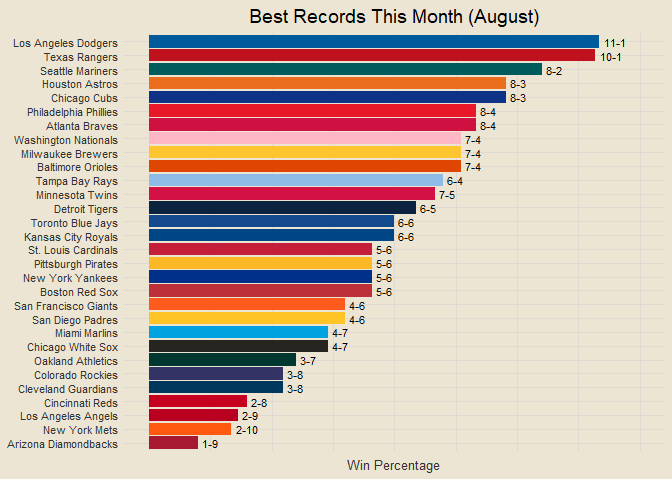 Best Records This Month (August)
Los Angeles Dodgers 11-1
Texas Rangers 10-1
Seattle Mariners 8-2
Houston Astros 8-3
Chicago Cubs 8-3
Philadelphia Phillies 8-4
Atlanta Braves 8-4
Washington Nationals 7-4
Milwaukee Brewers 7-4
Baltimore Orioles 7-4
Tampa Bay Rays 6-4
Minnesota Twins 7-5
Detroit Tigers 6-5
Toronto Blue Jays 6-6
Kansas City Royals 6-6
St. Louis Cardinals 5-6
Pittsburgh Pirates 5-6
New York Yankees 5-6
Boston Red Sox 5-6
San Francisco Giants 4-6
San Diego Padres 4-6
Miami Marlins 4-7
Chicago White Sox 4-7
Oakland Athletics 3-7
Colorado Rockies 3-8
Cleveland Guardians 3-8
Cincinnati Reds 2-8
Los Angeles Angels 2-9
New York Mets 2-10
Arizona Diamondbacks 1-9
Win Percentage